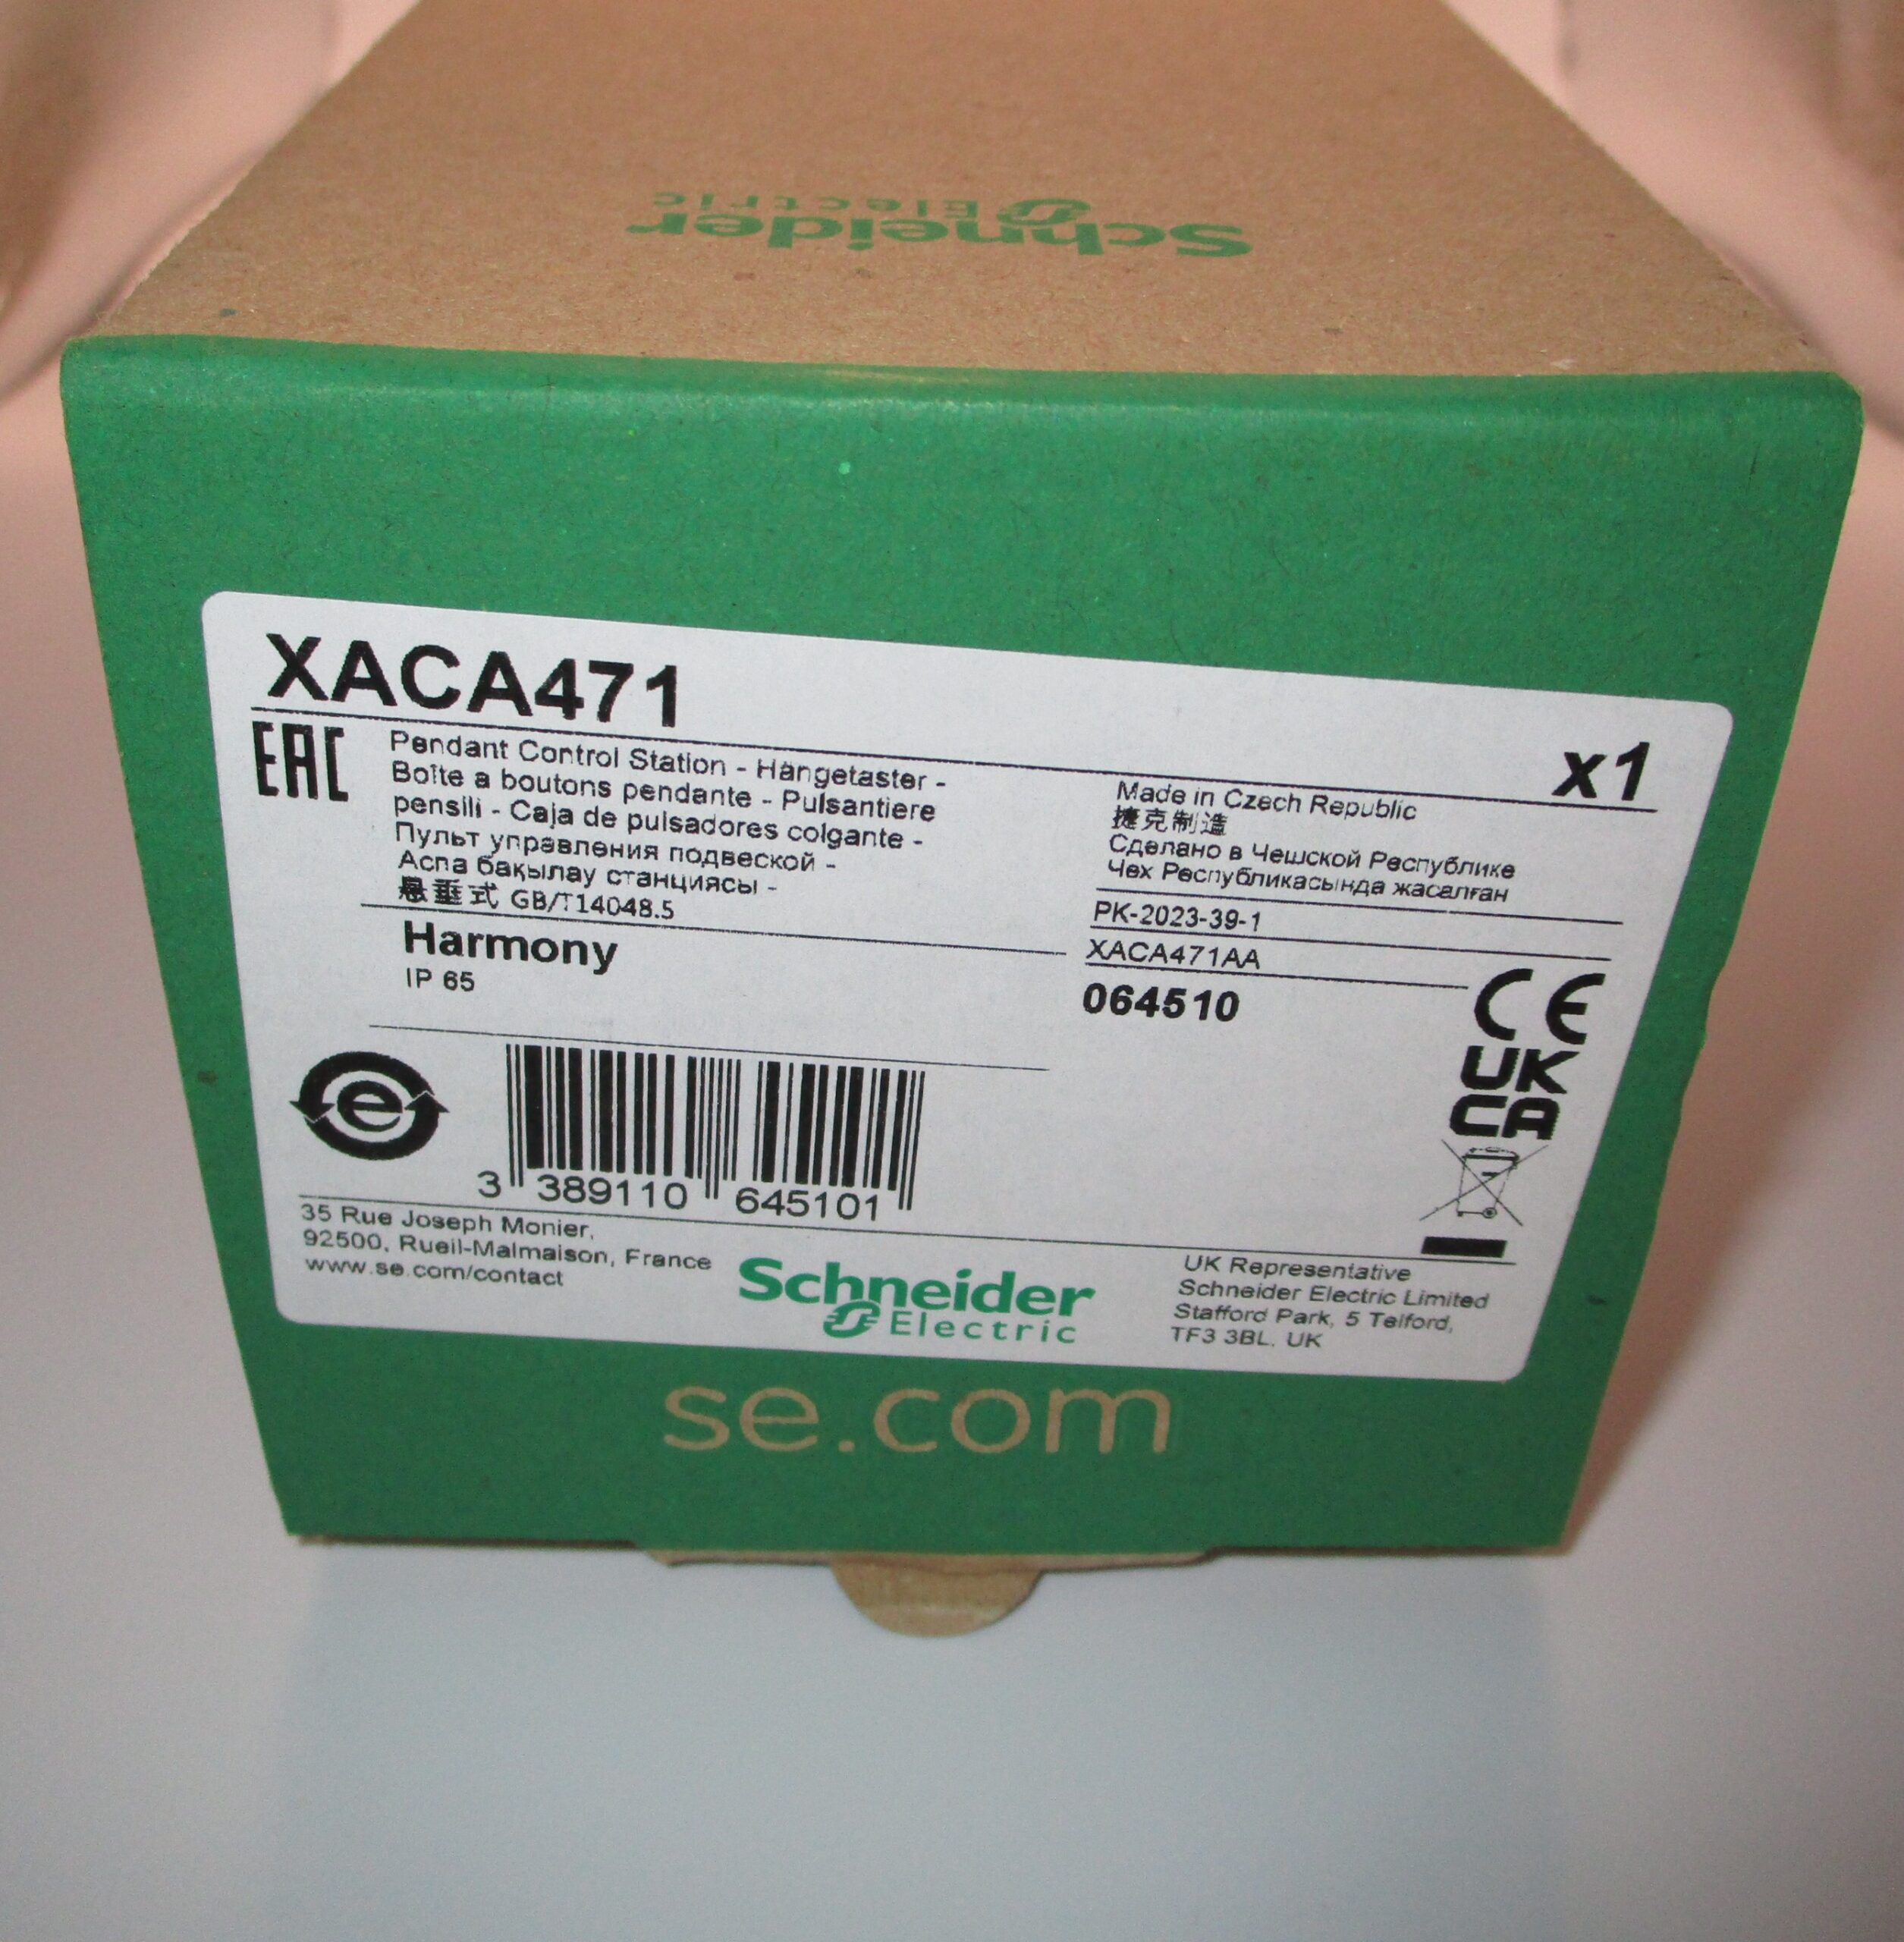 Schneider
Electric
XACA471
x1
EAC
Pendant Control Station - Hängetaster -
Boîte a boutons pendante - Pulsantiere
pensili - Caja de pulsadores colgante -
Пульт управления подвеской -
Аспа бақылау станциясы -
悬垂式 GB/T14048.5
Harmony
IP 65
Made in Czech Republic
捷克制造
Сделано в Чешской Республике
Чех Республикасында жасалған
PK-2023-39-1
XACA471AA
064510
CE
UK
CA
e
3 389110 645101
35 Rue Joseph Monier,
92500, Rueil-Malmaison, France
www.se.com/contact
Schneider
Electric
UK Representative
Schneider Electric Limited
Stafford Park, 5 Telford,
TF3 3BL. UK
se.com